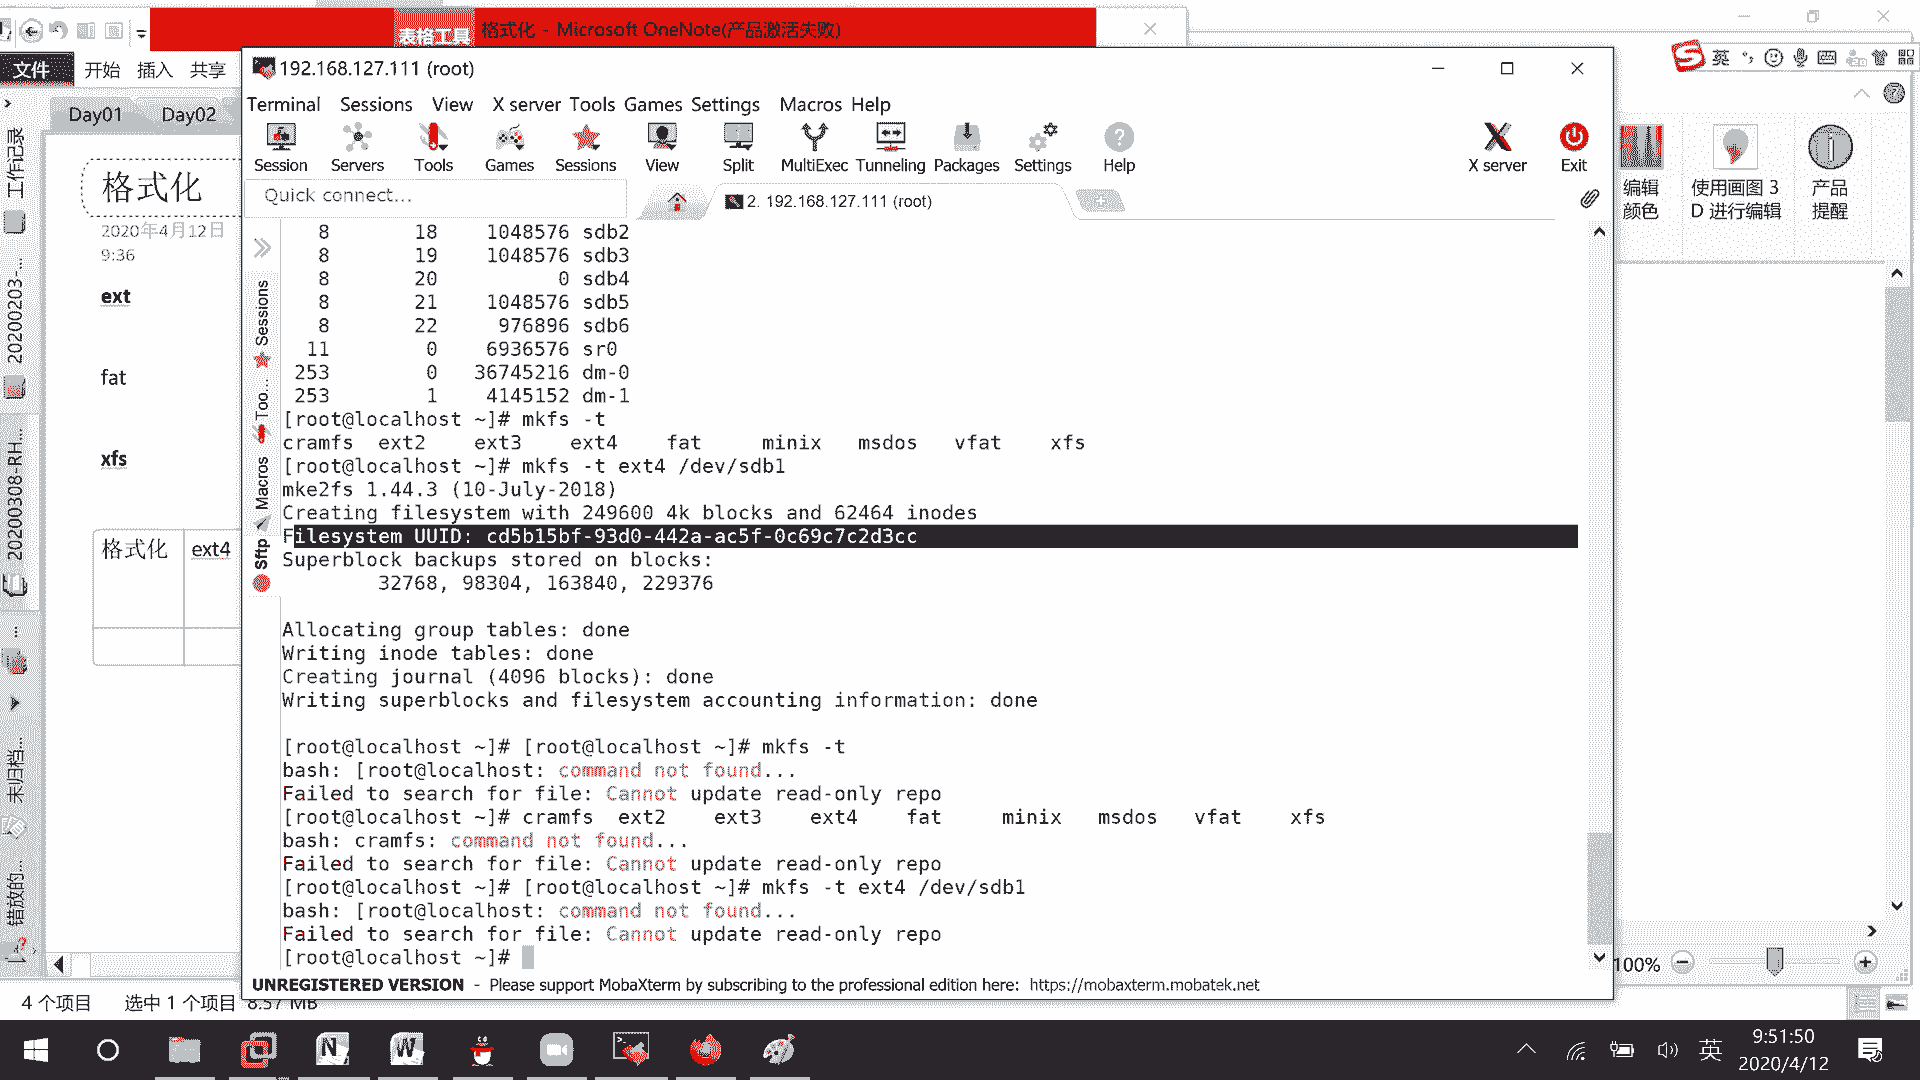 表格工具
格式化 - Microsoft OneNote(产品激活失败)
文件 开始 插入 共享
英
Day01 Day02
格式化
2020年4月12日
9:36
ext
fat
xfs
格式化 ext4
工作记录
20200203-...
20200308-RH...
...
未归档...
错放的...
编辑
颜色
使用画图 3
D 进行编辑
产品
提醒
192.168.127.111 (root)
Terminal Sessions View X server Tools Games Settings Macros Help
Session Servers Tools Games Sessions View Split MultiExec Tunneling Packages Settings Help X server Exit
Quick connect...
2. 192.168.127.111 (root)
Sessions
Too...
Macros
Sftp
8 18 1048576 sdb2
8 19 1048576 sdb3
8 20 0 sdb4
8 21 1048576 sdb5
8 22 976896 sdb6
11 0 6936576 sr0
253 0 36745216 dm-0
253 1 4145152 dm-1
[root@localhost ~]# mkfs -t
cramfs ext2 ext3 ext4 fat minix msdos vfat xfs
[root@localhost ~]# mkfs -t ext4 /dev/sdb1
mke2fs 1.44.3 (10-July-2018)
Creating filesystem with 249600 4k blocks and 62464 inodes
Filesystem UUID: cd5b15bf-93d0-442a-ac5f-0c69c7c2d3cc
Superblock backups stored on blocks:
32768, 98304, 163840, 229376
Allocating group tables: done
Writing inode tables: done
Creating journal (4096 blocks): done
Writing superblocks and filesystem accounting information: done
[root@localhost ~]# [root@localhost ~]# mkfs -t
bash: [root@localhost: command not found...
Failed to search for file: Cannot update read-only repo
[root@localhost ~]# cramfs ext2 ext3 ext4 fat minix msdos vfat xfs
bash: cramfs: command not found...
Failed to search for file: Cannot update read-only repo
[root@localhost ~]# [root@localhost ~]# mkfs -t ext4 /dev/sdb1
bash: [root@localhost: command not found...
Failed to search for file: Cannot update read-only repo
[root@localhost ~]#
UNREGISTERED VERSION - Please support MobaXterm by subscribing to the professional edition here: https://mobaxterm.mobatek.net
100%
4 个项目 选中 1 个项目 8.57 MB
英
9:51:50
2020/4/12